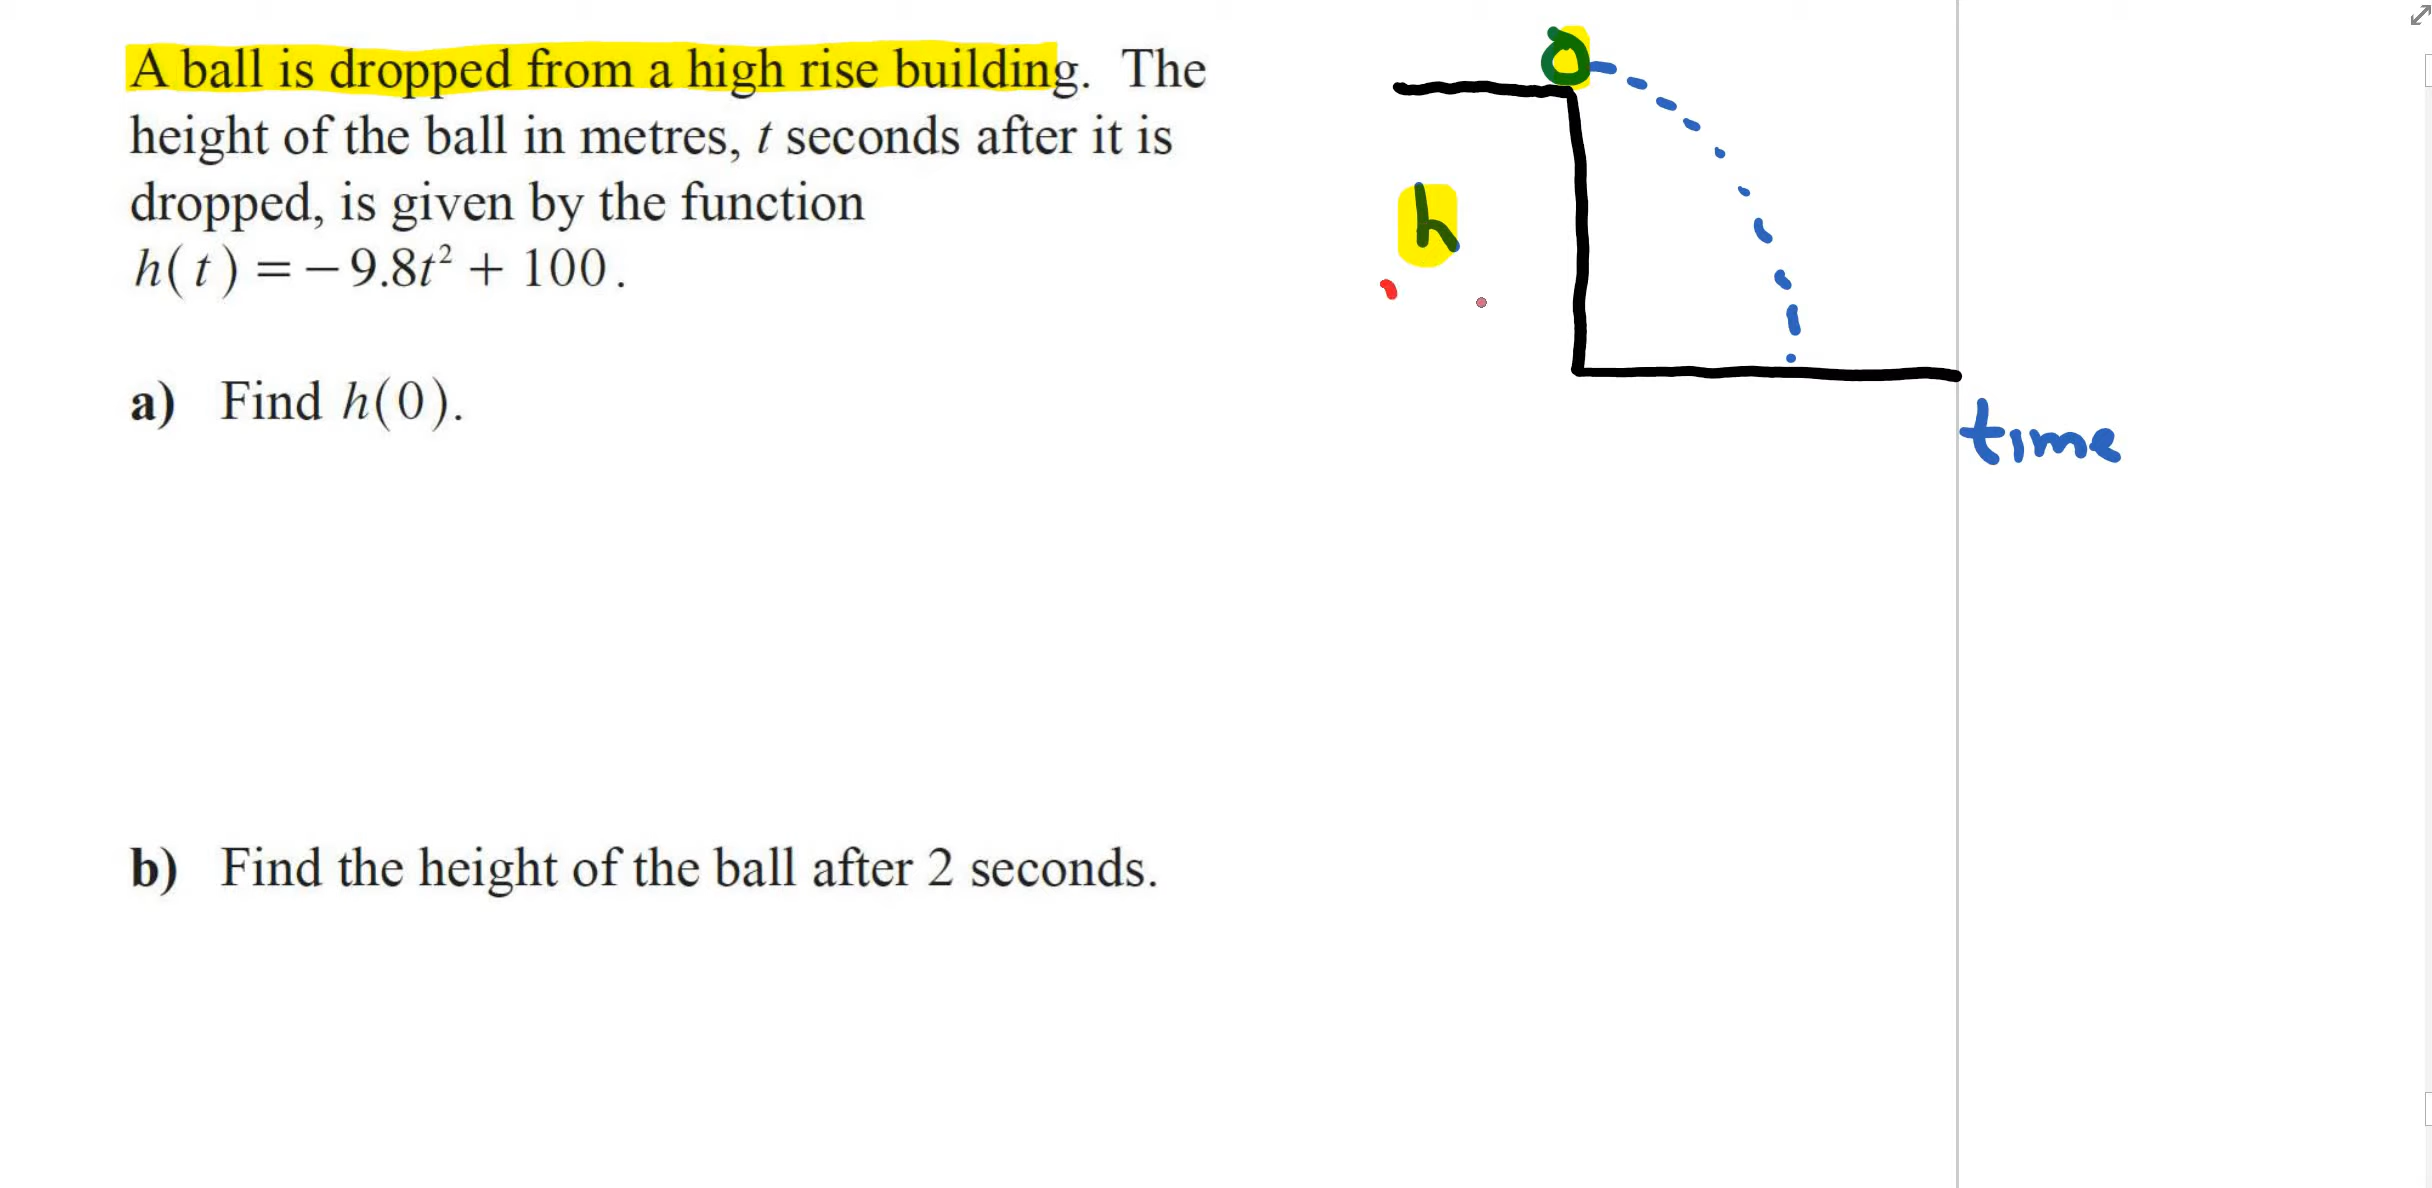 A ball is dropped from a high rise building. The
height of the ball in metres, t seconds after it is
dropped, is given by the function
h(t) = −9.8t² + 100.
a) Find h(0).
b) Find the height of the ball after 2 seconds.
h
time